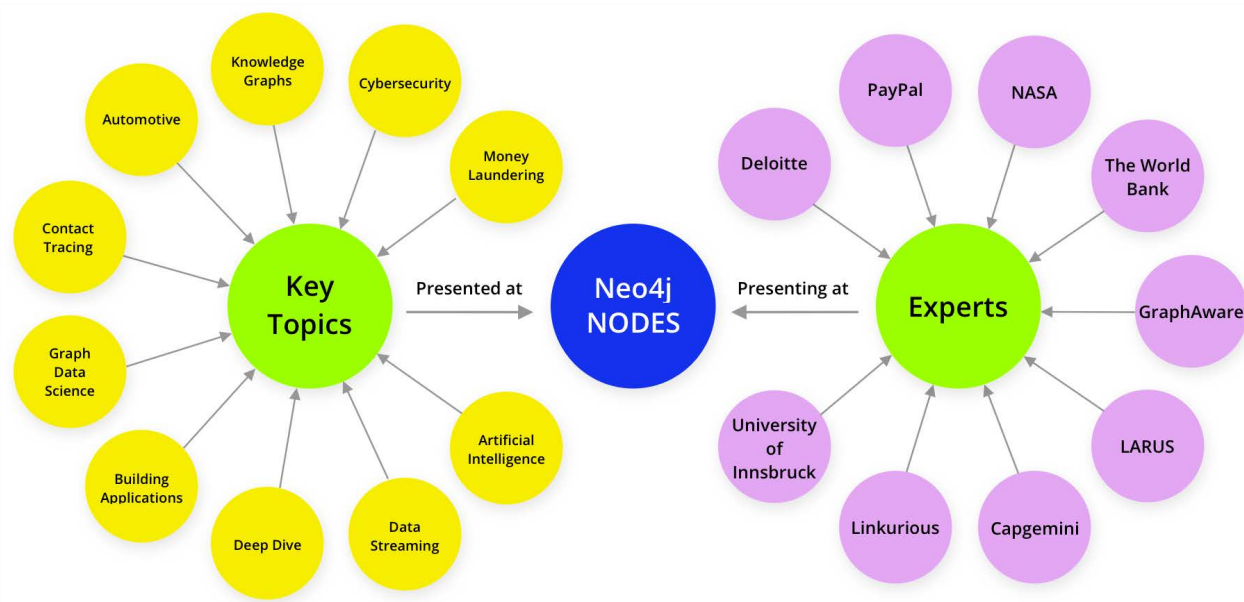 Knowledge
Graphs
Cybersecurity
Automotive
Money
Laundering
Contact
Tracing
Key
Topics
Graph
Data
Science
Building
Applications
Deep Dive
Data
Streaming
Artificial
Intelligence
Presented at
Neo4j
NODES
Presenting at
PayPal
NASA
Deloitte
The World
Bank
Experts
GraphAware
University
of
Innsbruck
LARUS
Linkurious
Capgemini